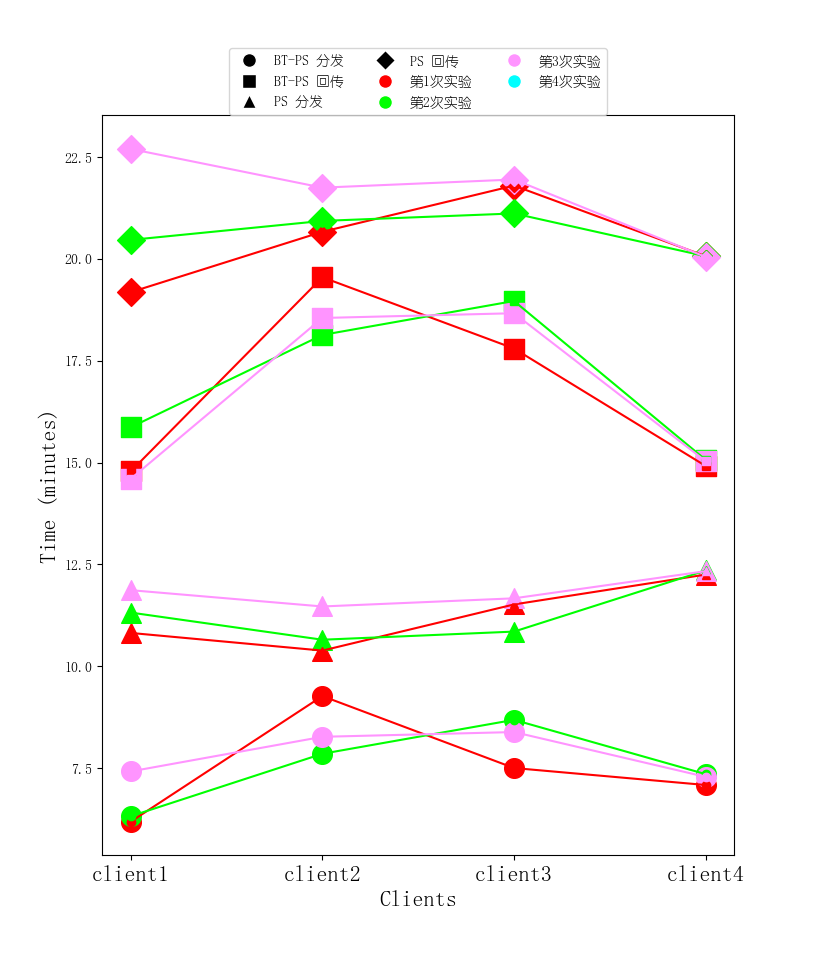 BT-PS 分发
BT-PS 回传
PS 分发
PS 回传
第1次实验
第2次实验
第3次实验
第4次实验
22.5
20.0
17.5
15.0
12.5
10.0
7.5
Time (minutes)
client1 client2 client3 client4
Clients